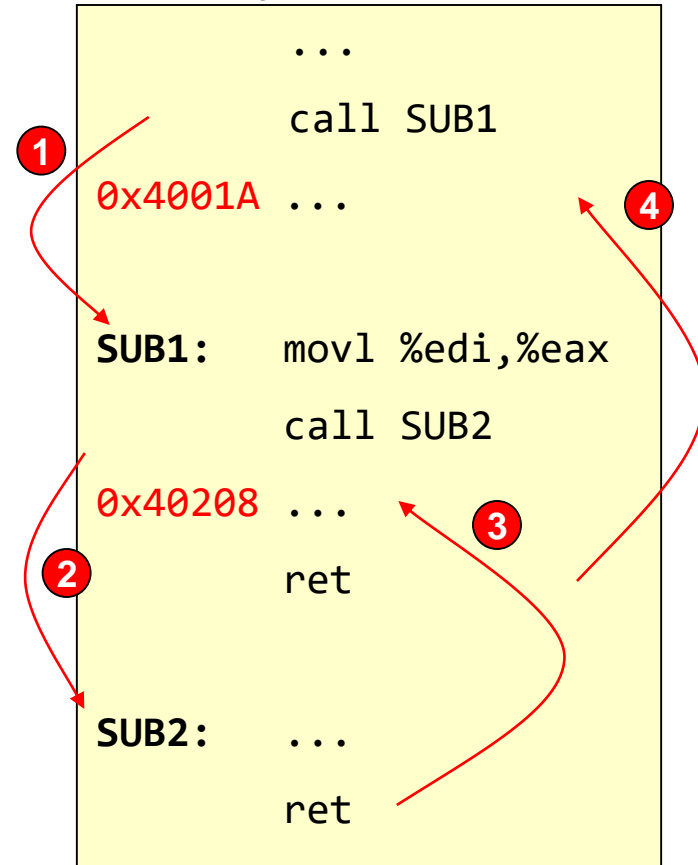 ...
call SUB1
1
0x4001A ...
4
SUB1: movl %edi,%eax
call SUB2
0x40208 ...
3
2
ret
SUB2: ...
ret